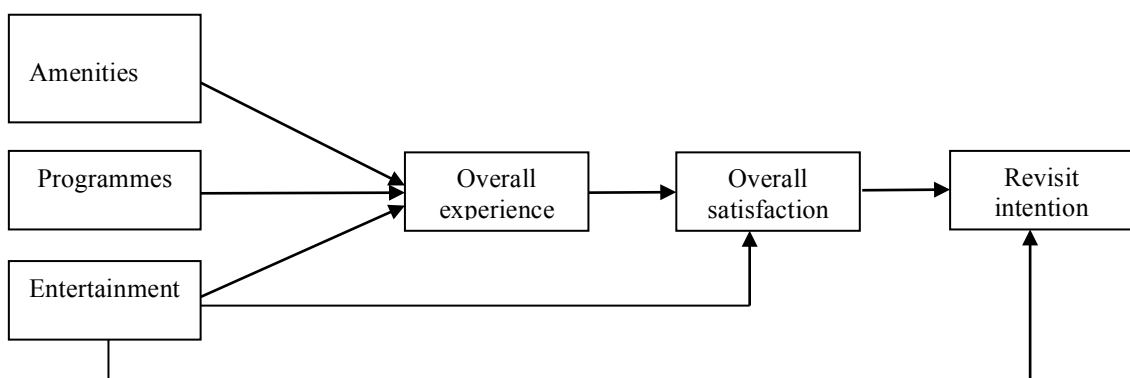 Amenities
Programmes
Entertainment
Overall
experience
Overall
satisfaction
Revisit
intention